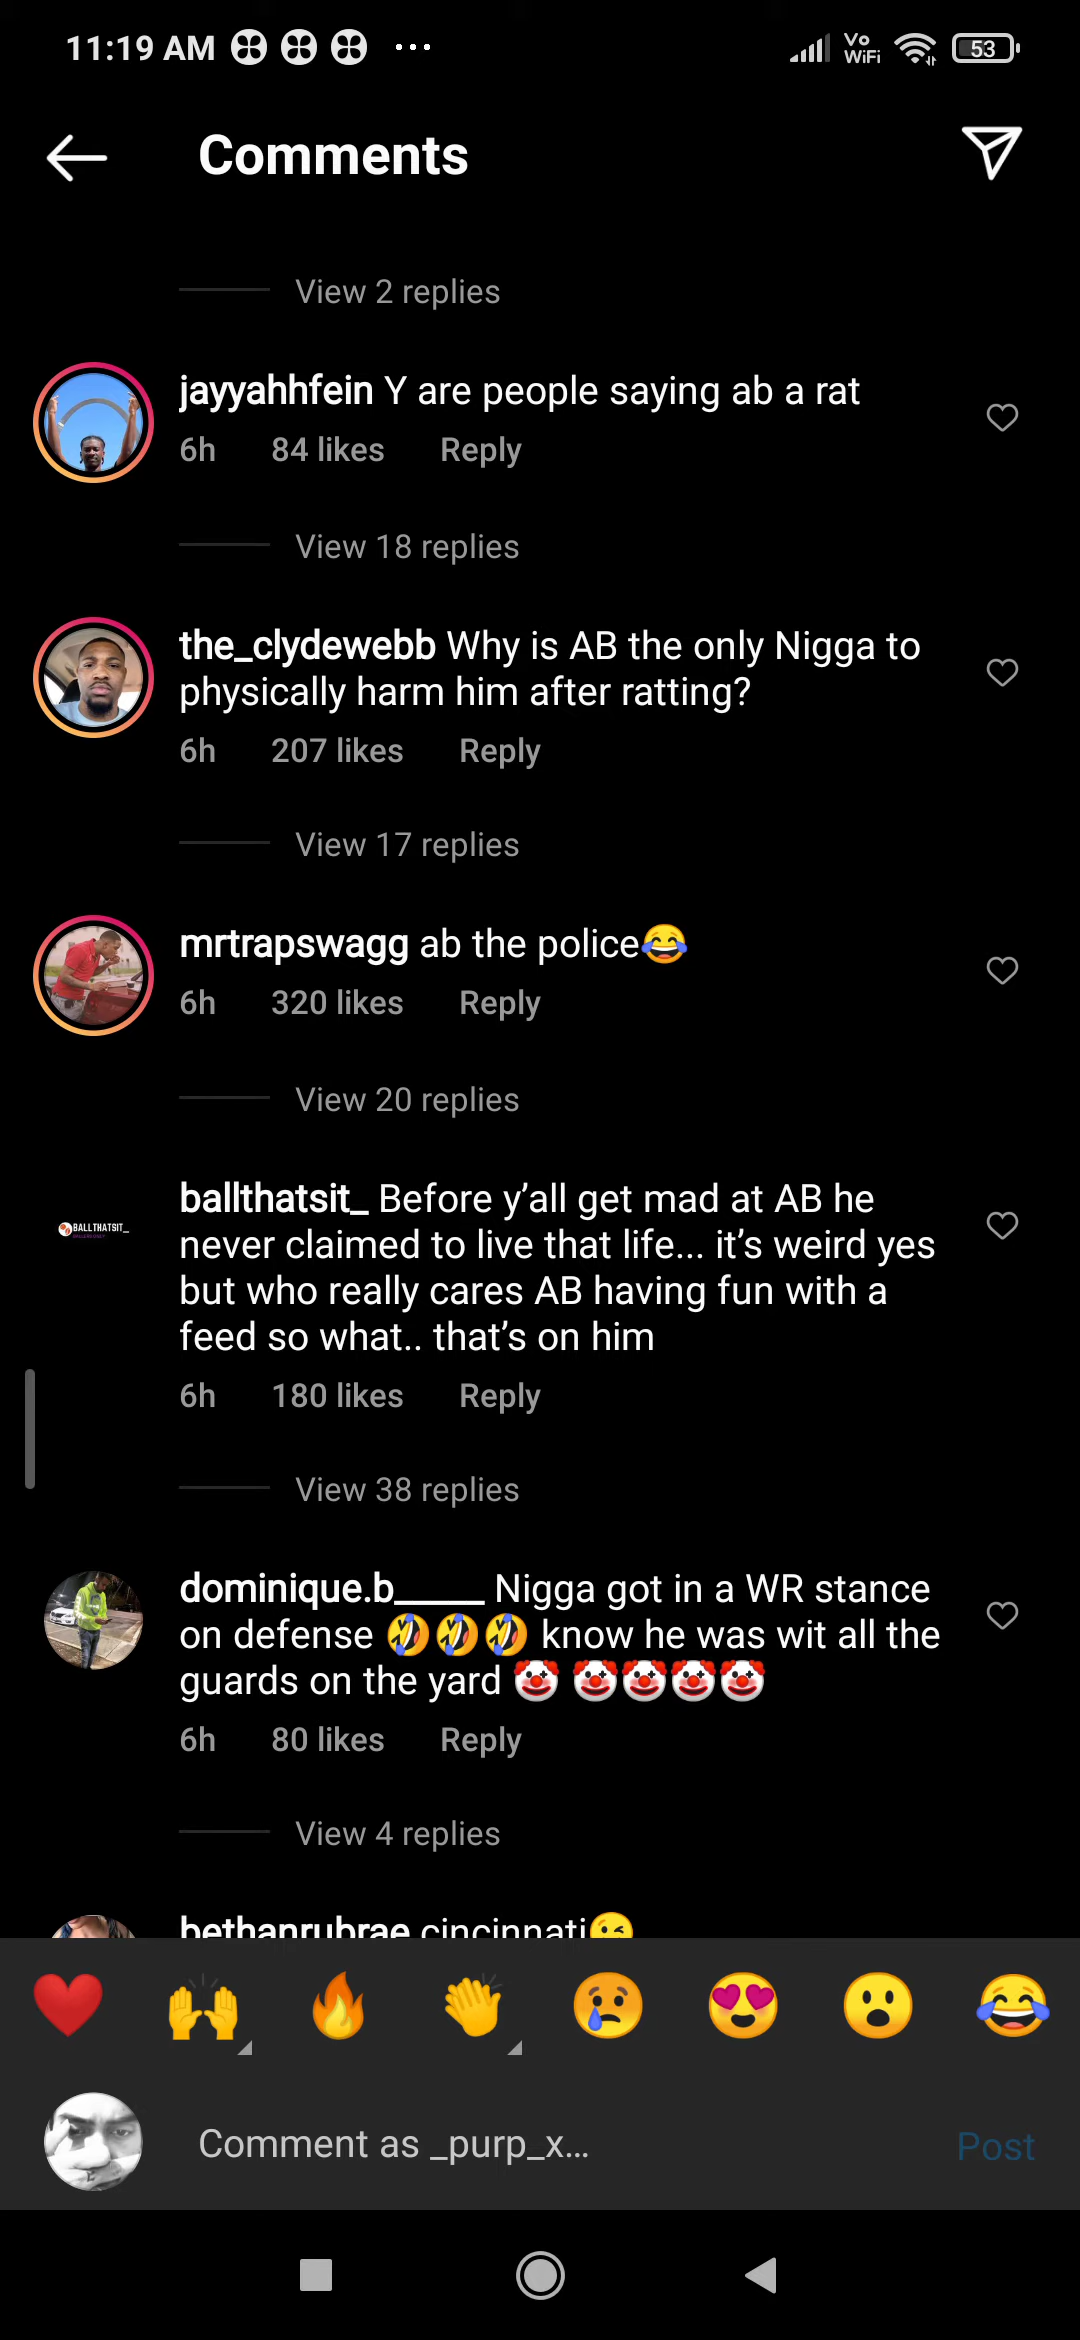 11:19 AM
Vo
WiFi
53
Comments
View 2 replies
jayyahhfein Y are people saying ab a rat
6h 84 likes Reply
View 18 replies
the_clydewebb Why is AB the only Nigga to
physically harm him after ratting?
6h 207 likes Reply
View 17 replies
mrtrapswagg ab the police😂
6h 320 likes Reply
View 20 replies
BALLTHATSIT_
ballthatsit_ Before y’all get mad at AB he
never claimed to live that life... it’s weird yes
but who really cares AB having fun with a
feed so what.. that’s on him
6h 180 likes Reply
View 38 replies
dominique.b_____ Nigga got in a WR stance
on defense 🤣🤣🤣 know he was wit all the
guards on the yard 🤡 🤡🤡🤡🤡
6h 80 likes Reply
View 4 replies
bethanrubrae cincinnati😉
Comment as _purp_x...
Post